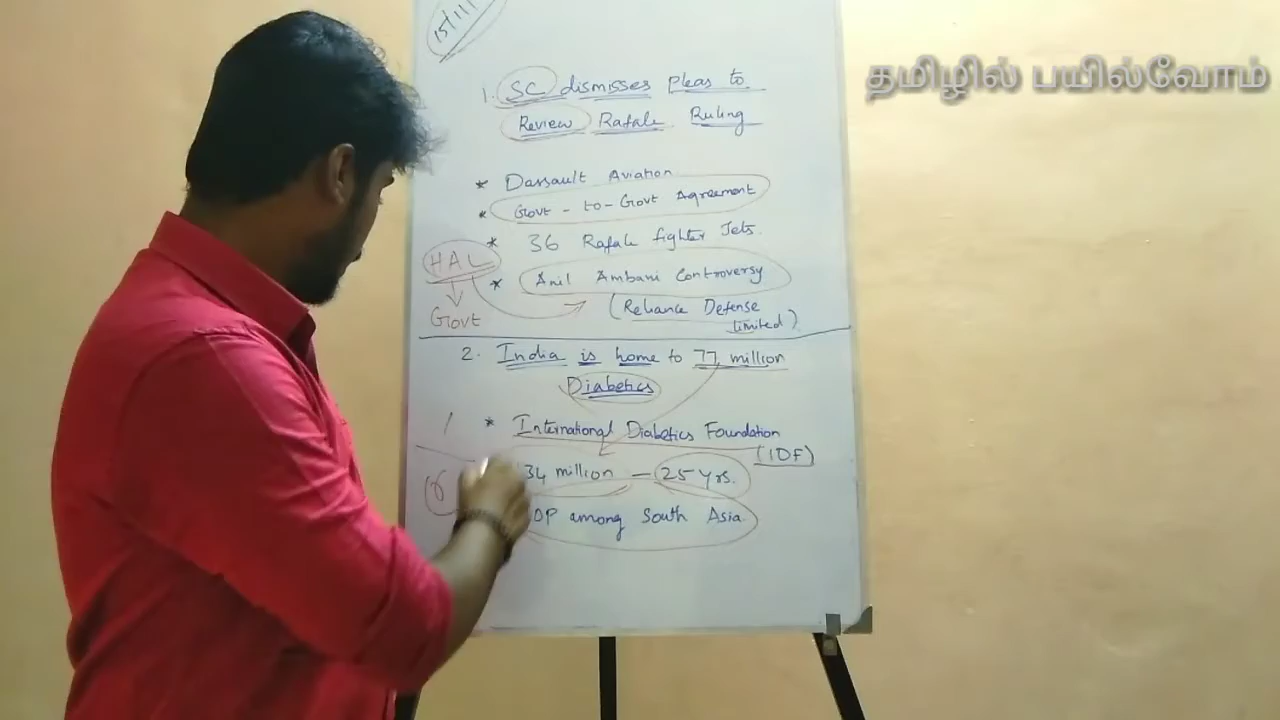 15/11/
தமிழில் பயில்வோம்
1. SC dismisses pleas to
Review Rafale Ruling
* Dassault Aviation
* Govt - to - Govt Agreement
* 36 Rafale fighter Jets.
HAL
* Anil Ambani Controversy
Govt
(Reliance Defense
limited)
2. India is home to 77 million
Diabetics
* International Diabetics Foundation
(IDF)
34 million - 25 yrs.
OP among South Asia